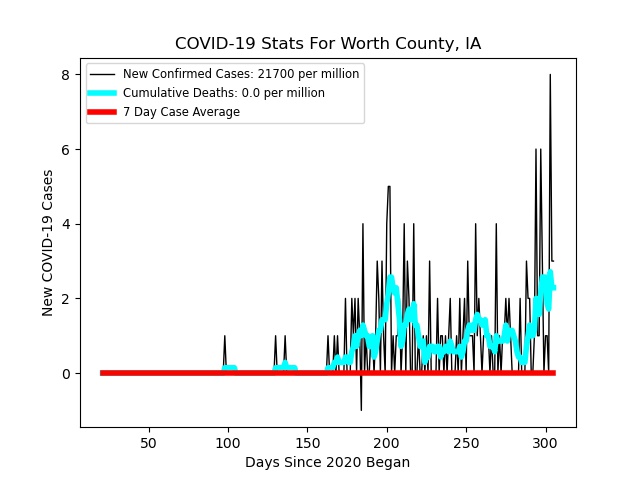 COVID-19 Stats For Worth County, IA
New Confirmed Cases: 21700 per million
Cumulative Deaths: 0.0 per million
7 Day Case Average
New COVID-19 Cases
8
6
4
2
0
50 100 150 200 250 300
Days Since 2020 Began